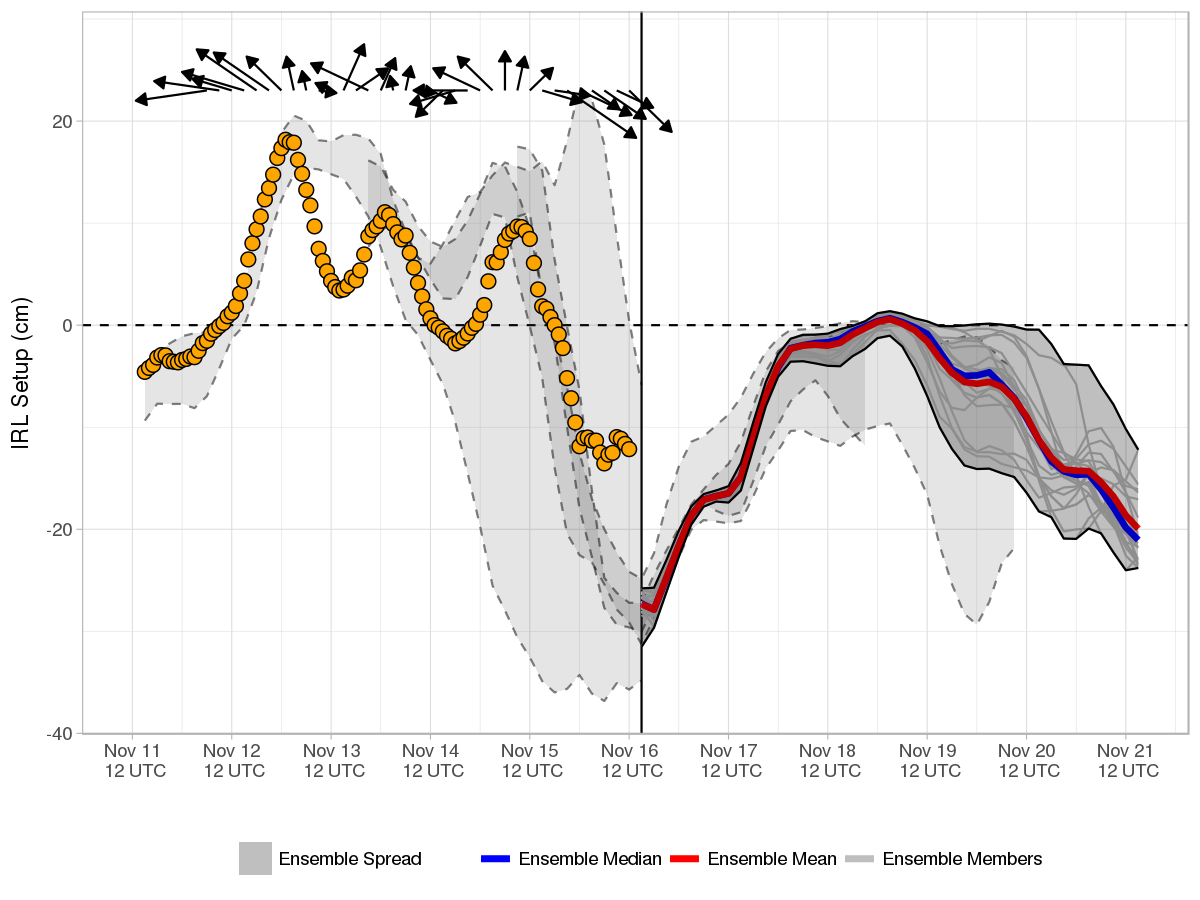 IRL Setup (cm)
20
0
-20
-40
Nov 11 Nov 12 Nov 13 Nov 14 Nov 15 Nov 16 Nov 17 Nov 18 Nov 19 Nov 20 Nov 21
12 UTC 12 UTC 12 UTC 12 UTC 12 UTC 12 UTC 12 UTC 12 UTC 12 UTC 12 UTC 12 UTC
Ensemble Spread Ensemble Median Ensemble Mean Ensemble Members